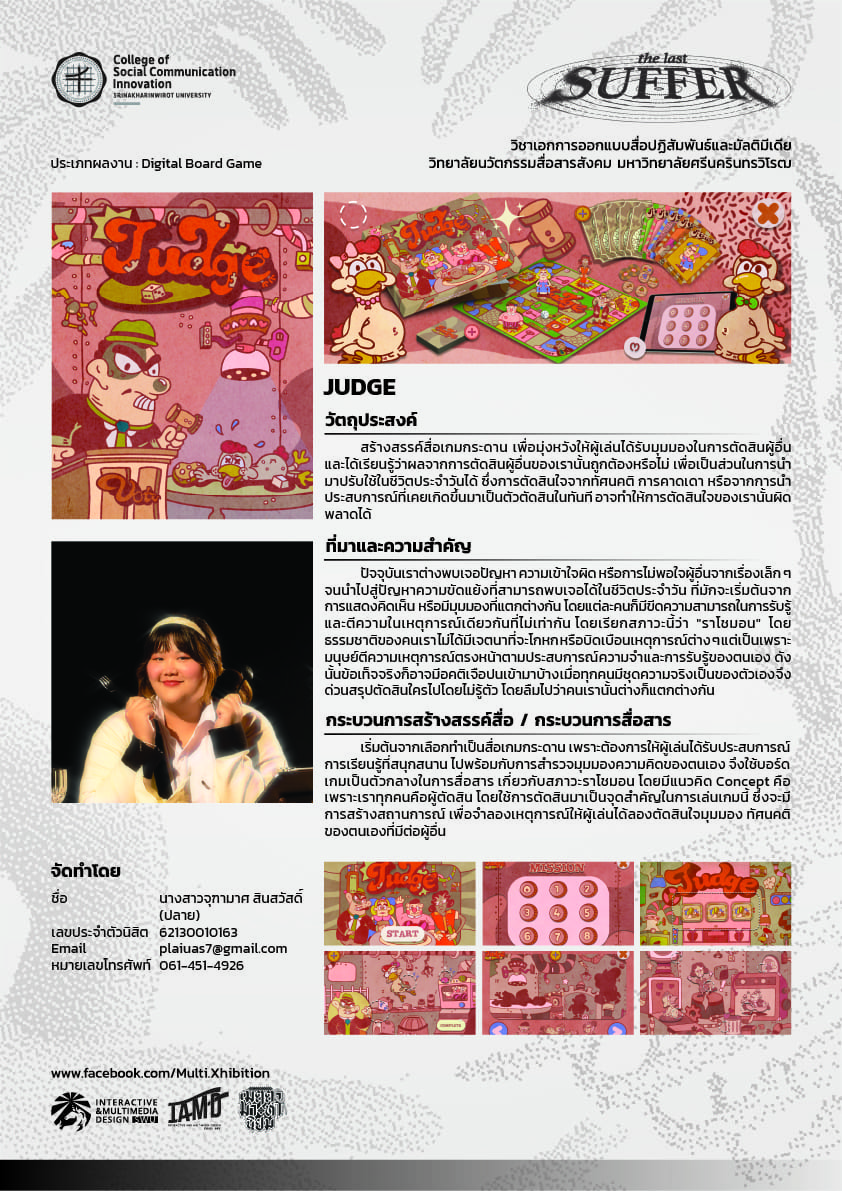 College of
Social Communication
Innovation
SRINAKHARINWIROT UNIVERSITY
the last
SUFFER
วิชาเอกการออกแบบสื่อปฏิสัมพันธ์และมัลติมีเดีย
ประเภทผลงาน : Digital Board Game
วิทยาลัยนวัตกรรมสื่อสารสังคม มหาวิทยาลัยศรีนครินทรวิโรฒ
Judge
Vote
Judge
MISSION
JUDGE
วัตถุประสงค์
สร้างสรรค์สื่อเกมกระดาน เพื่อมุ่งหวังให้ผู้เล่นได้รับมุมมองในการตัดสินผู้อื่น
และได้เรียนรู้ว่าผลจากการตัดสินผู้อื่นของเรานั้นถูกต้องหรือไม่ เพื่อเป็นส่วนในการนำ
มาปรับใช้ในชีวิตประจำวันได้ ซึ่งการตัดสินใจจากทัศนคติ การคาดเดา หรือจากการนำ
ประสบการณ์ที่เคยเกิดขึ้นมาเป็นตัวตัดสินในทันที อาจทำให้การตัดสินใจของเรานั้นผิด
พลาดได้
ที่มาและความสำคัญ
ปัจจุบันเราต่างพบเจอปัญหา ความเข้าใจผิด หรือการไม่พอใจผู้อื่นจากเรื่องเล็ก ๆ
จนนำไปสู่ปัญหาความขัดแย้งที่สามารถพบเจอได้ในชีวิตประจำวัน ที่มักจะเริ่มต้นจาก
การแสดงคิดเห็น หรือมีมุมมองที่แตกต่างกัน โดยแต่ละคนก็มีขีดความสามารถในการรับรู้
และตีความในเหตุการณ์เดียวกันที่ไม่เท่ากัน โดยเรียกสภาวะนี้ว่า "ราโชมอน" โดย
ธรรมชาติของคนเราไม่ได้มีเจตนาที่จะโกหกหรือบิดเบือนเหตุการณ์ต่าง ๆ แต่เป็นเพราะ
มนุษย์ตีความเหตุการณ์ตรงหน้าตามประสบการณ์ความจำและการรับรู้ของตนเอง ดัง
นั้นข้อเท็จจริงก็อาจมีอคติเจือปนเข้ามาบ้างเมื่อทุกคนมีชุดความจริงเป็นของตัวเองจึง
ด่วนสรุปตัดสินใครไปโดยไม่รู้ตัว โดยลืมไปว่าคนเรานั้นต่างก็แตกต่างกัน
กระบวนการสร้างสรรค์สื่อ / กระบวนการสื่อสาร
เริ่มต้นจากเลือกทำเป็นสื่อเกมกระดาน เพราะต้องการให้ผู้เล่นได้รับประสบการณ์
การเรียนรู้ที่สนุกสนาน ไปพร้อมกับการสำรวจมุมมองความคิดของตนเอง จึงใช้บอร์ด
เกมเป็นตัวกลางในการสื่อสาร เกี่ยวกับสภาวะราโชมอน โดยมีแนวคิด Concept คือ
เพราะเราทุกคนคือผู้ตัดสิน โดยใช้การตัดสินมาเป็นจุดสำคัญในการเล่นเกมนี้ ซึ่งจะมี
การสร้างสถานการณ์ เพื่อจำลองเหตุการณ์ให้ผู้เล่นได้ลองตัดสินใจมุมมอง ทัศนคติ
ของตนเองที่มีต่อผู้อื่น
จัดทำโดย
ชื่อ นางสาวจุฑามาศ สินสวัสดิ์
(ปลาย)
เลขประจำตัวนิสิต 62130010163
Email plaiuas7@gmail.com
หมายเลขโทรศัพท์ 061-451-4926
Judge
START
MISSION
0 1 2
3 4 5
6 7 8
Judge
COMPLETE
www.facebook.com/Multi.Xhibition
INTERACTIVE
&MULTIMEDIA
DESIGN SWU
IAMD